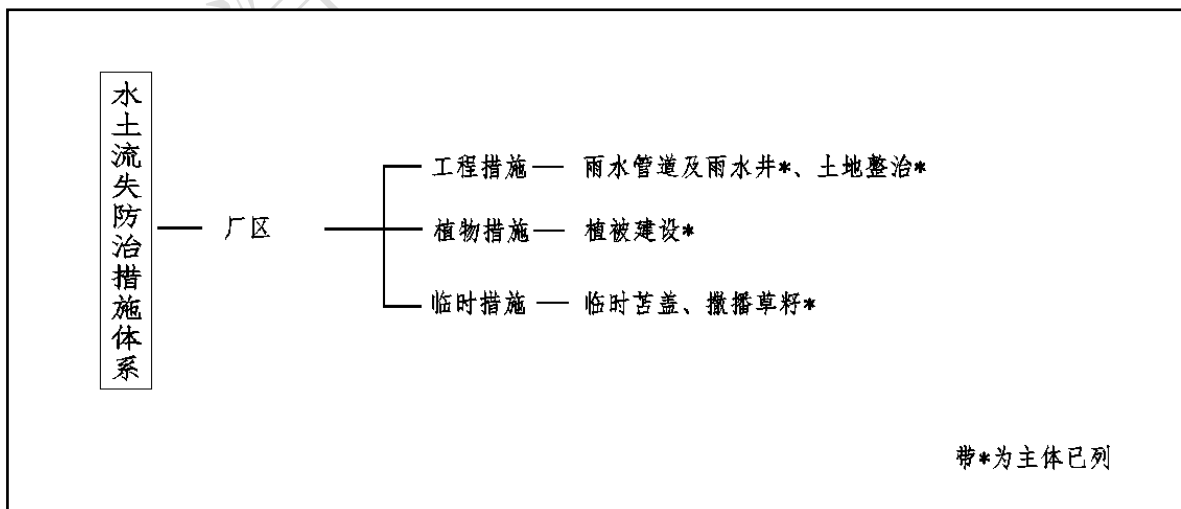 水土流失防治措施体系
厂区
工程措施 雨水管道及雨水井*、土地整治*
植物措施 植被建设*
临时措施 临时苫盖、撒播草籽*
带*为主体已列